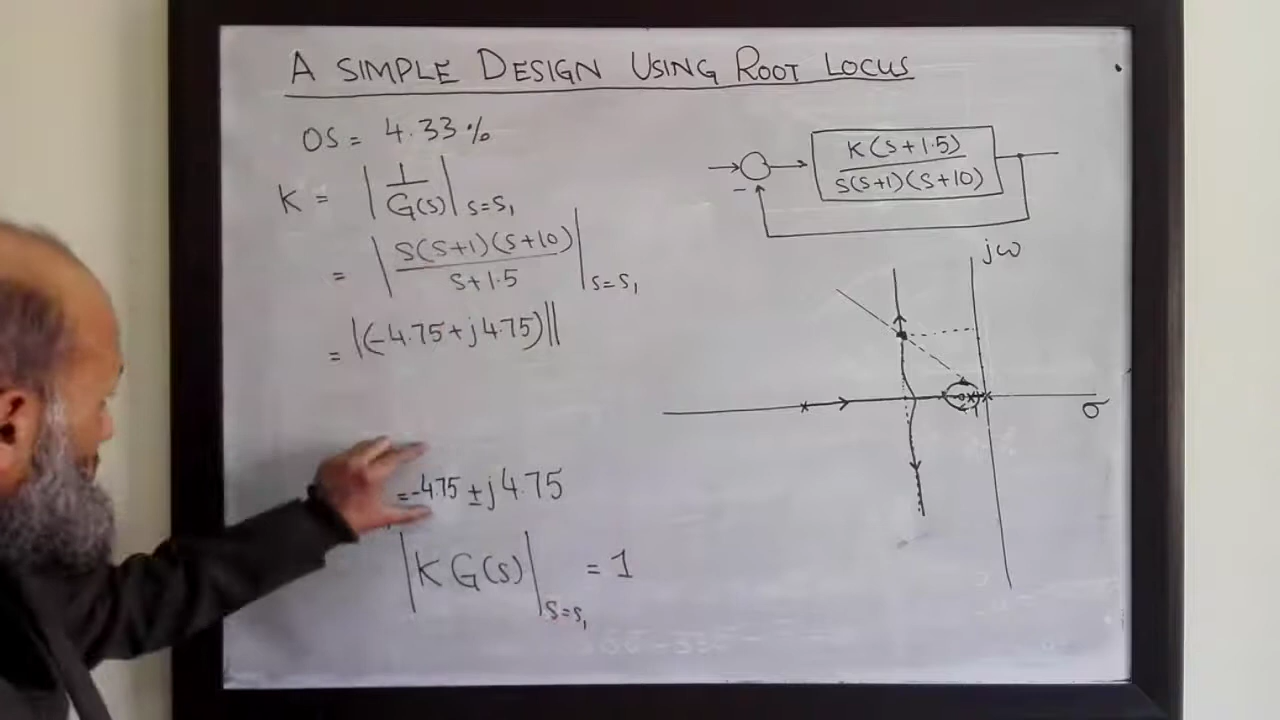 A SIMPLE DESIGN USING ROOT LOCUS
OS = 4.33%
K = |1/G(s)| s=s₁
= |s(s+1)(s+10)/s+1.5| s=s₁
= |(-4.75+j4.75)||
= -4.75 ± j4.75
|K G(s)| s=s₁ = 1
K(s+1.5)/s(s+1)(s+10)
-
jω
σ